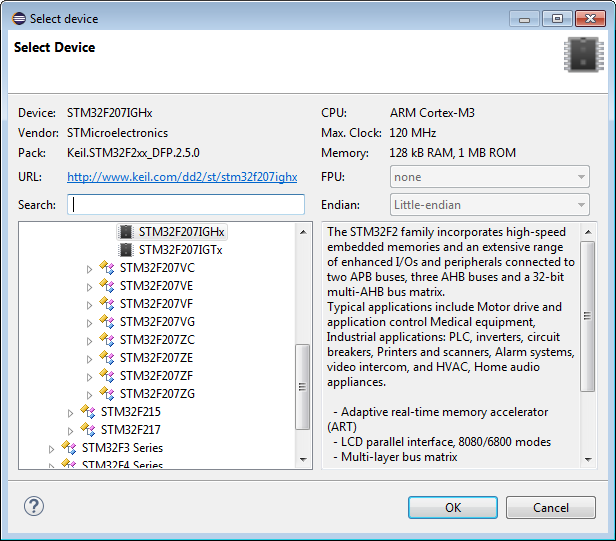 Select device
Select Device
Device: STM32F207IGHx
CPU: ARM Cortex-M3
Vendor: STMicroelectronics
Max. Clock: 120 MHz
Pack: Keil.STM32F2xx_DFP.2.5.0
Memory: 128 kB RAM, 1 MB ROM
URL: http://www.keil.com/dd2/st/stm32f207ighx
FPU: none
Search:
Endian: Little-endian
STM32F207IGHx
STM32F207IGTx
STM32F207VC
STM32F207VE
STM32F207VF
STM32F207VG
STM32F207ZC
STM32F207ZE
STM32F207ZF
STM32F207ZG
STM32F215
STM32F217
STM32F3 Series
STM32F4 Series
The STM32F2 family incorporates high-speed
embedded memories and an extensive range
of enhanced I/Os and peripherals connected to
two APB buses, three AHB buses and a 32-bit
multi-AHB bus matrix.
Typical applications include Motor drive and
application control Medical equipment,
Industrial applications: PLC, inverters, circuit
breakers, Printers and scanners, Alarm systems,
video intercom, and HVAC, Home audio
appliances.
- Adaptive real-time memory accelerator
(ART)
- LCD parallel interface, 8080/6800 modes
- Multi-layer bus matrix
?
OK
Cancel